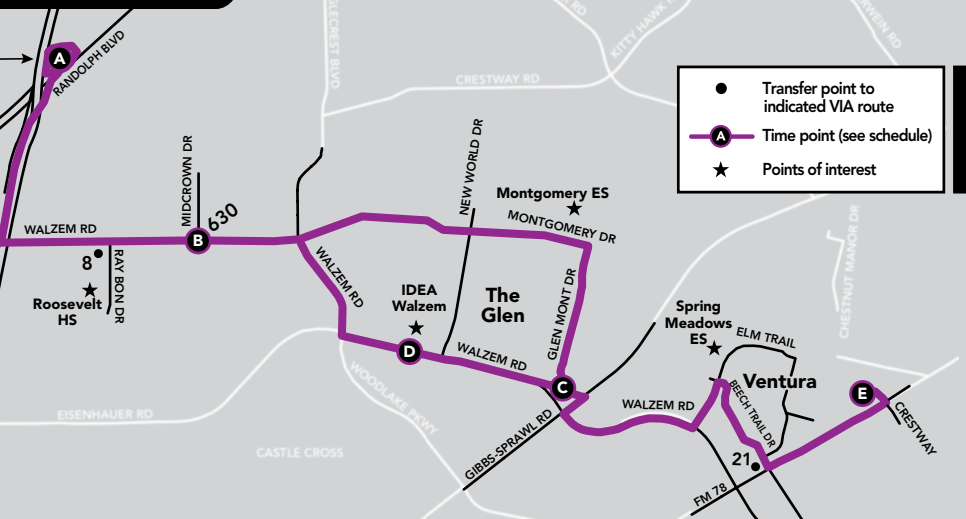 GLECREST BLVD
RD
KITTY HAWK R
ERWEIN RD
A
RANDOLPH BLVD
CRESTWAY RD
Transfer point to
indicated VIA route
A
Time point (see schedule)
Points of interest
MIDCROWN DR
630
NEW WORLD DR
Montgomery ES
MONTGOMERY DR
WALZEM RD
B
8
RAY BON DR
Roosevelt
HS
WALZEM RD
IDEA
Walzem
The
Glen
GLEN MONT DR
CHESTNUT MANOR DR
Spring
Meadows
ES
ELM TRAIL
D
WALZEM RD
C
Ventura
E
WOODLAKE PKWY
EISENHAUER RD
WALZEM RD
BEECH TRAIL DR
CRESTWAY
CASTLE CROSS
GIBBS-SPRAWL RD
21
FM 78